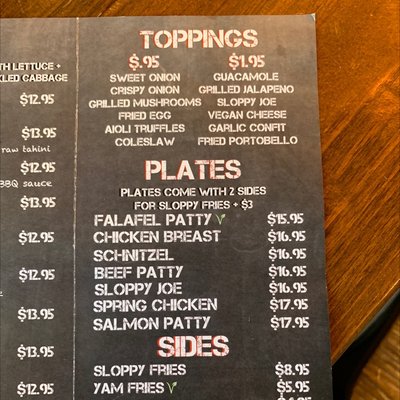 TH LETTUCE +
KLED CABBAGE
$12.95
$13.95
raw tahini
$12.95
BBQ sauce
$13.95
$12.95
$12.95
$13.95
$13.95
$12.95
TOPPINGS
$.95 $1.95
SWEET ONION GUACAMOLE
CRISPY ONION GRILLED JALAPENO
GRILLED MUSHROOMS SLOPPY JOE
FRIED EGG VEGAN CHEESE
AIOLI TRUFFLES GARLIC CONFIT
COLESLAW FRIED PORTOBELLO
PLATES
PLATES COME WITH 2 SIDES
FOR SLOPPY FRIES + $3
FALAFEL PATTY $15.95
CHICKEN BREAST $16.95
SCHNITZEL $16.95
BEEF PATTY $16.95
SLOPPY JOE $16.95
SPRING CHICKEN $17.95
SALMON PATTY $17.95
SIDES
SLOPPY FRIES $8.95
YAM FRIES $5.95